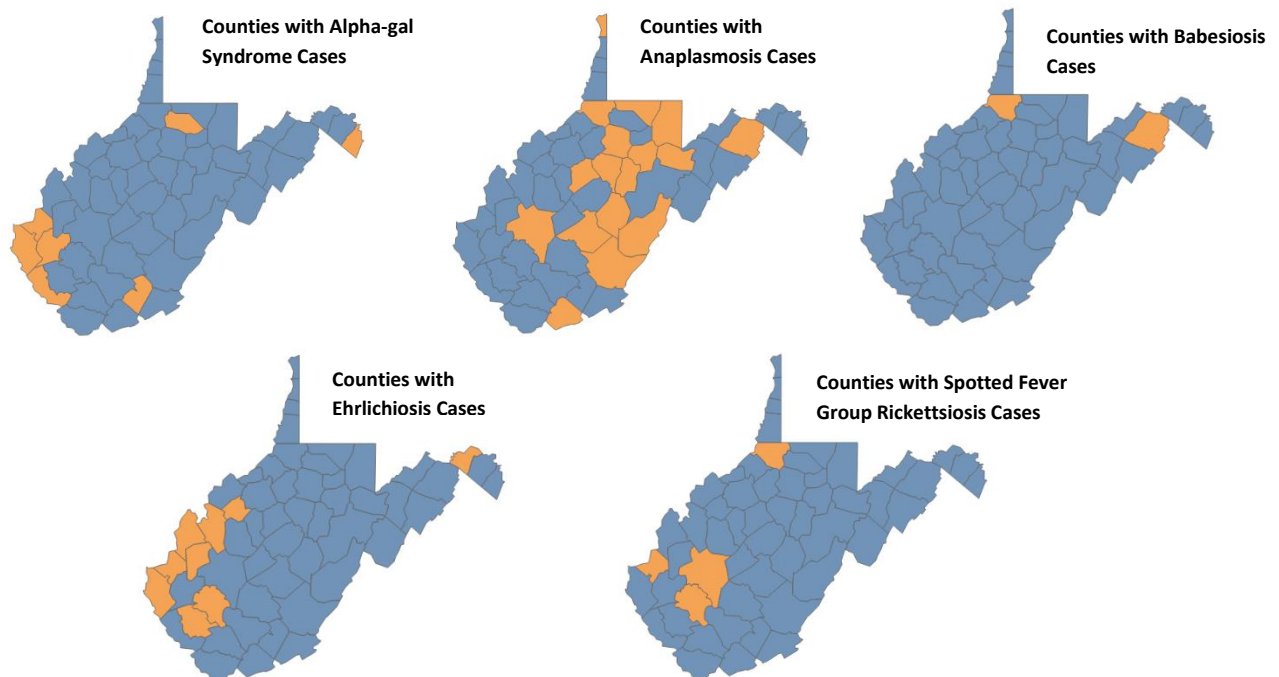 Counties with Alpha-gal
Syndrome Cases
Counties with
Anaplasmosis Cases
Counties with Babesiosis
Cases
Counties with
Ehrlichiosis Cases
Counties with Spotted Fever
Group Rickettsiosis Cases